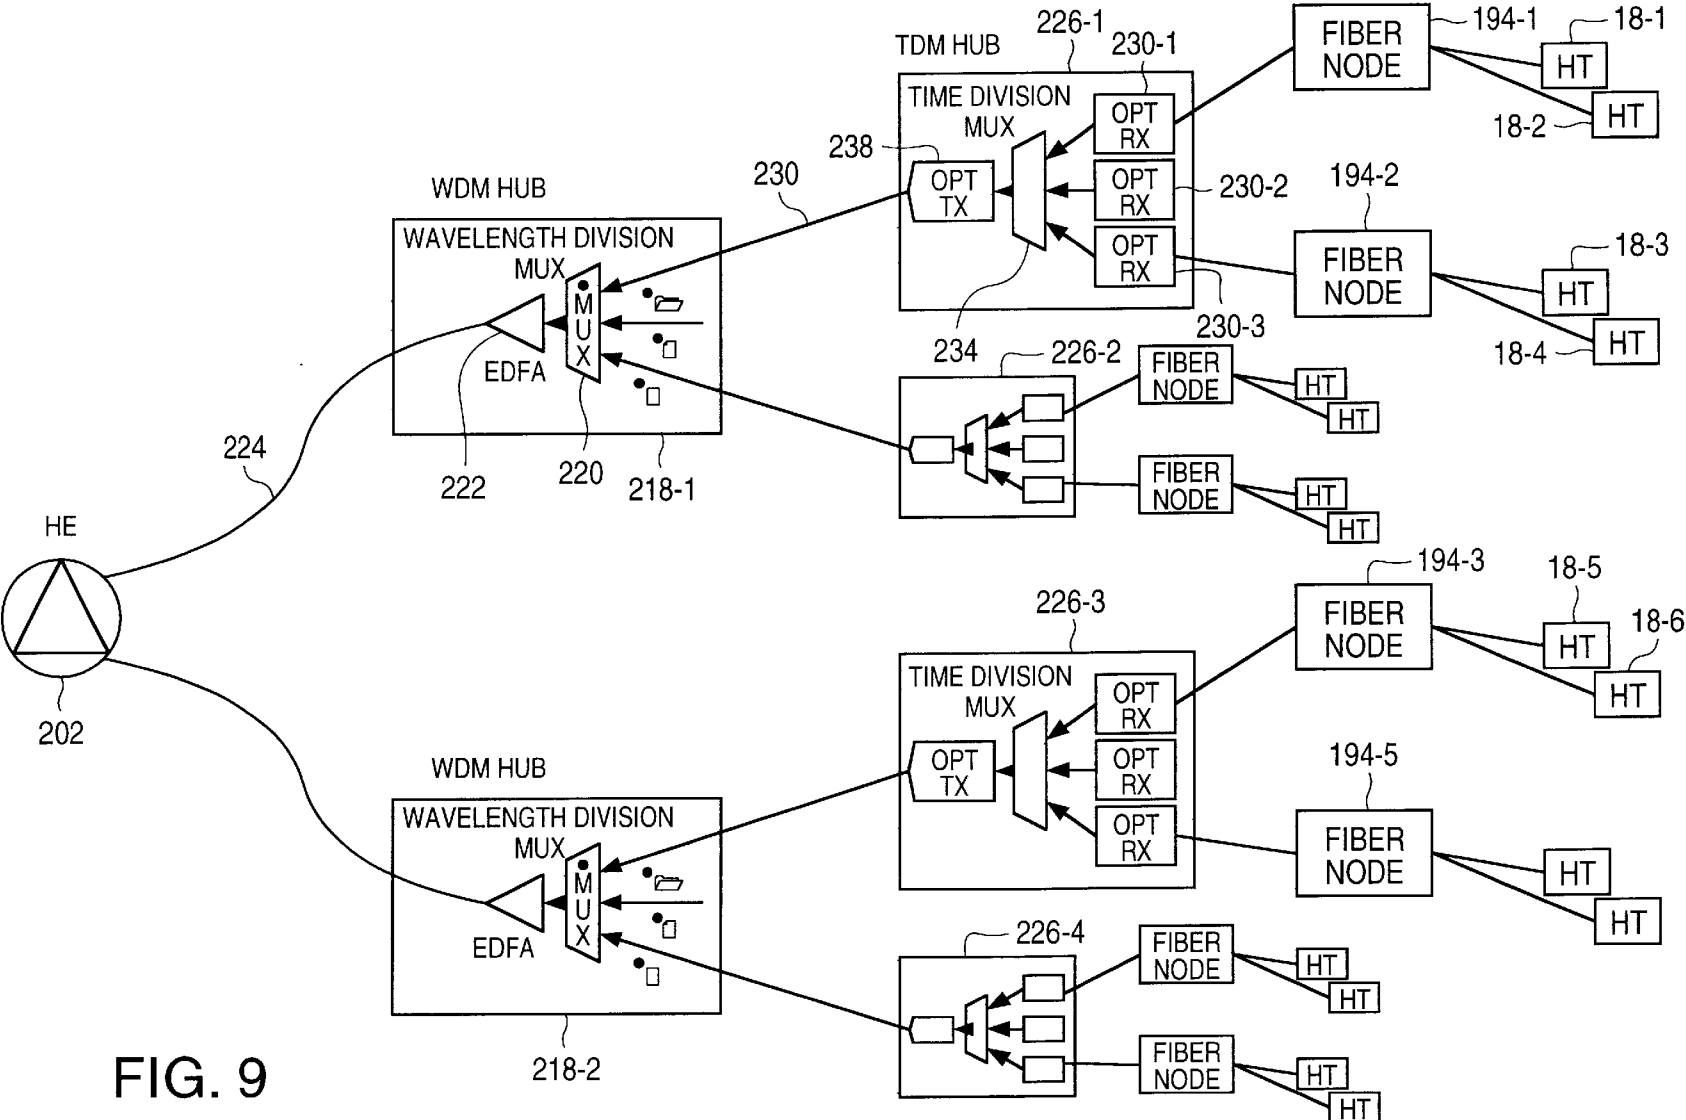 226-1
TDM HUB
230-1
TIME DIVISION
MUX
OPT
RX
238
OPT
TX
OPT
RX
230-2
OPT
RX
230-3
234
FIBER
NODE
194-1
18-1
HT
HT
18-2
194-2
FIBER
NODE
18-3
HT
HT
18-4
230
WDM HUB
WAVELENGTH DIVISION
MUX
MUX
EDFA
222
220
218-1
224
226-2
FIBER
NODE
HT
HT
FIBER
NODE
HT
HT
HE
202
226-3
TIME DIVISION
MUX
OPT
RX
OPT
TX
OPT
RX
OPT
RX
194-3
FIBER
NODE
18-5
HT
18-6
HT
194-5
FIBER
NODE
HT
HT
WDM HUB
WAVELENGTH DIVISION
MUX
MUX
EDFA
218-2
226-4
FIBER
NODE
HT
HT
FIBER
NODE
HT
HT
FIG. 9